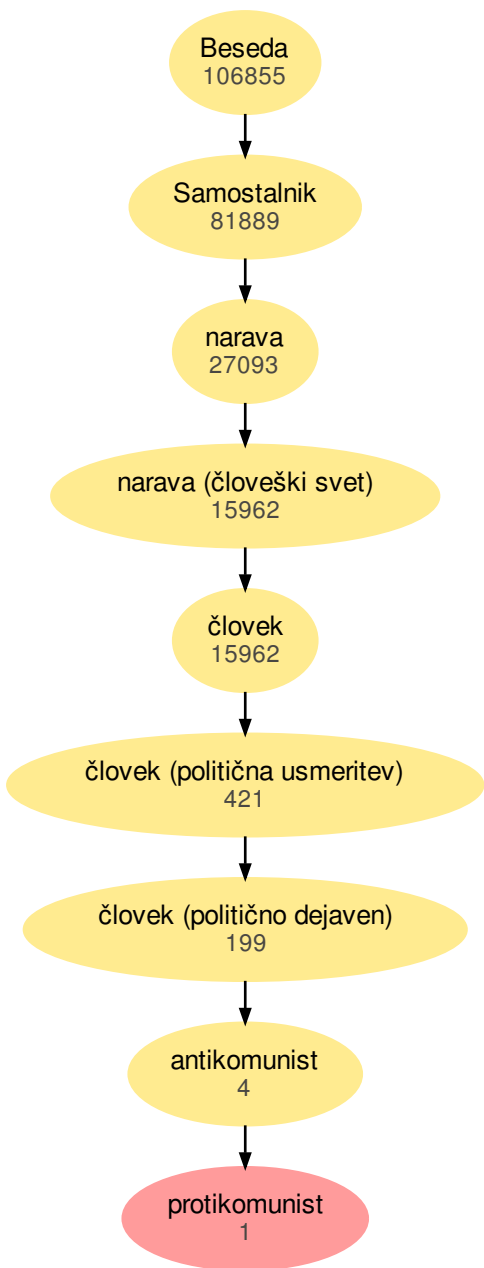 Beseda
106855
Samostalnik
81889
narava
27093
narava (človeški svet)
15962
človek
15962
človek (politična usmeritev)
421
človek (politično dejaven)
199
antikomunist
4
protikomunist
1